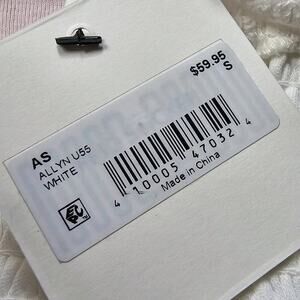 $59.95
S
AS
ALLYN U55
WHITE
4 10005 47032 4
Made in China